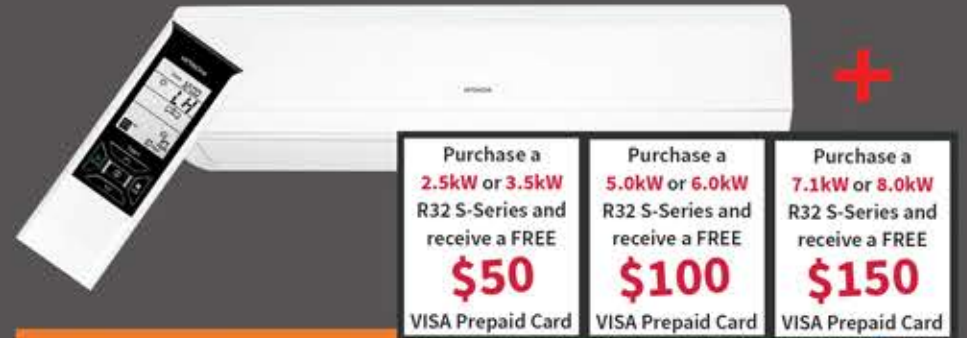 HITACHI
+
Purchase a
2.5kW or 3.5kW
R32 S-Series and
receive a FREE
$50
VISA Prepaid Card
Purchase a
5.0kW or 6.0kW
R32 S-Series and
receive a FREE
$100
VISA Prepaid Card
Purchase a
7.1kW or 8.0kW
R32 S-Series and
receive a FREE
$150
VISA Prepaid Card